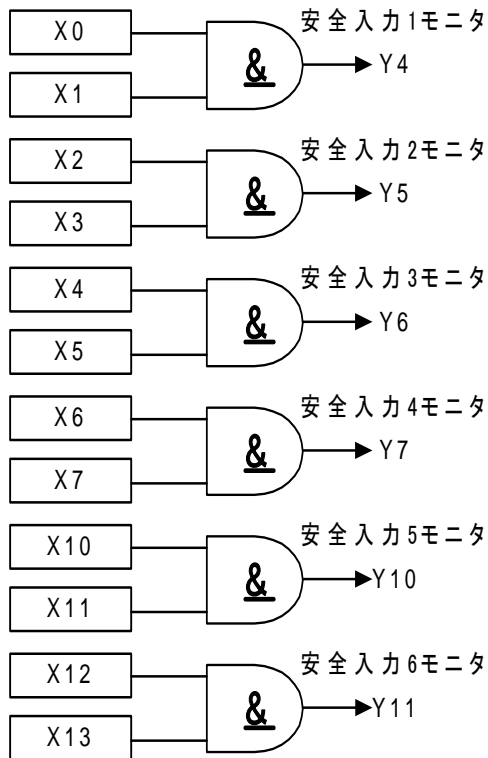 X0
安全入力1モニタ
&
Y4
X1
X2
安全入力2モニタ
&
Y5
X3
X4
安全入力3モニタ
&
Y6
X5
X6
安全入力4モニタ
&
Y7
X7
X10
安全入力5モニタ
&
Y10
X11
X12
安全入力6モニタ
&
Y11
X13